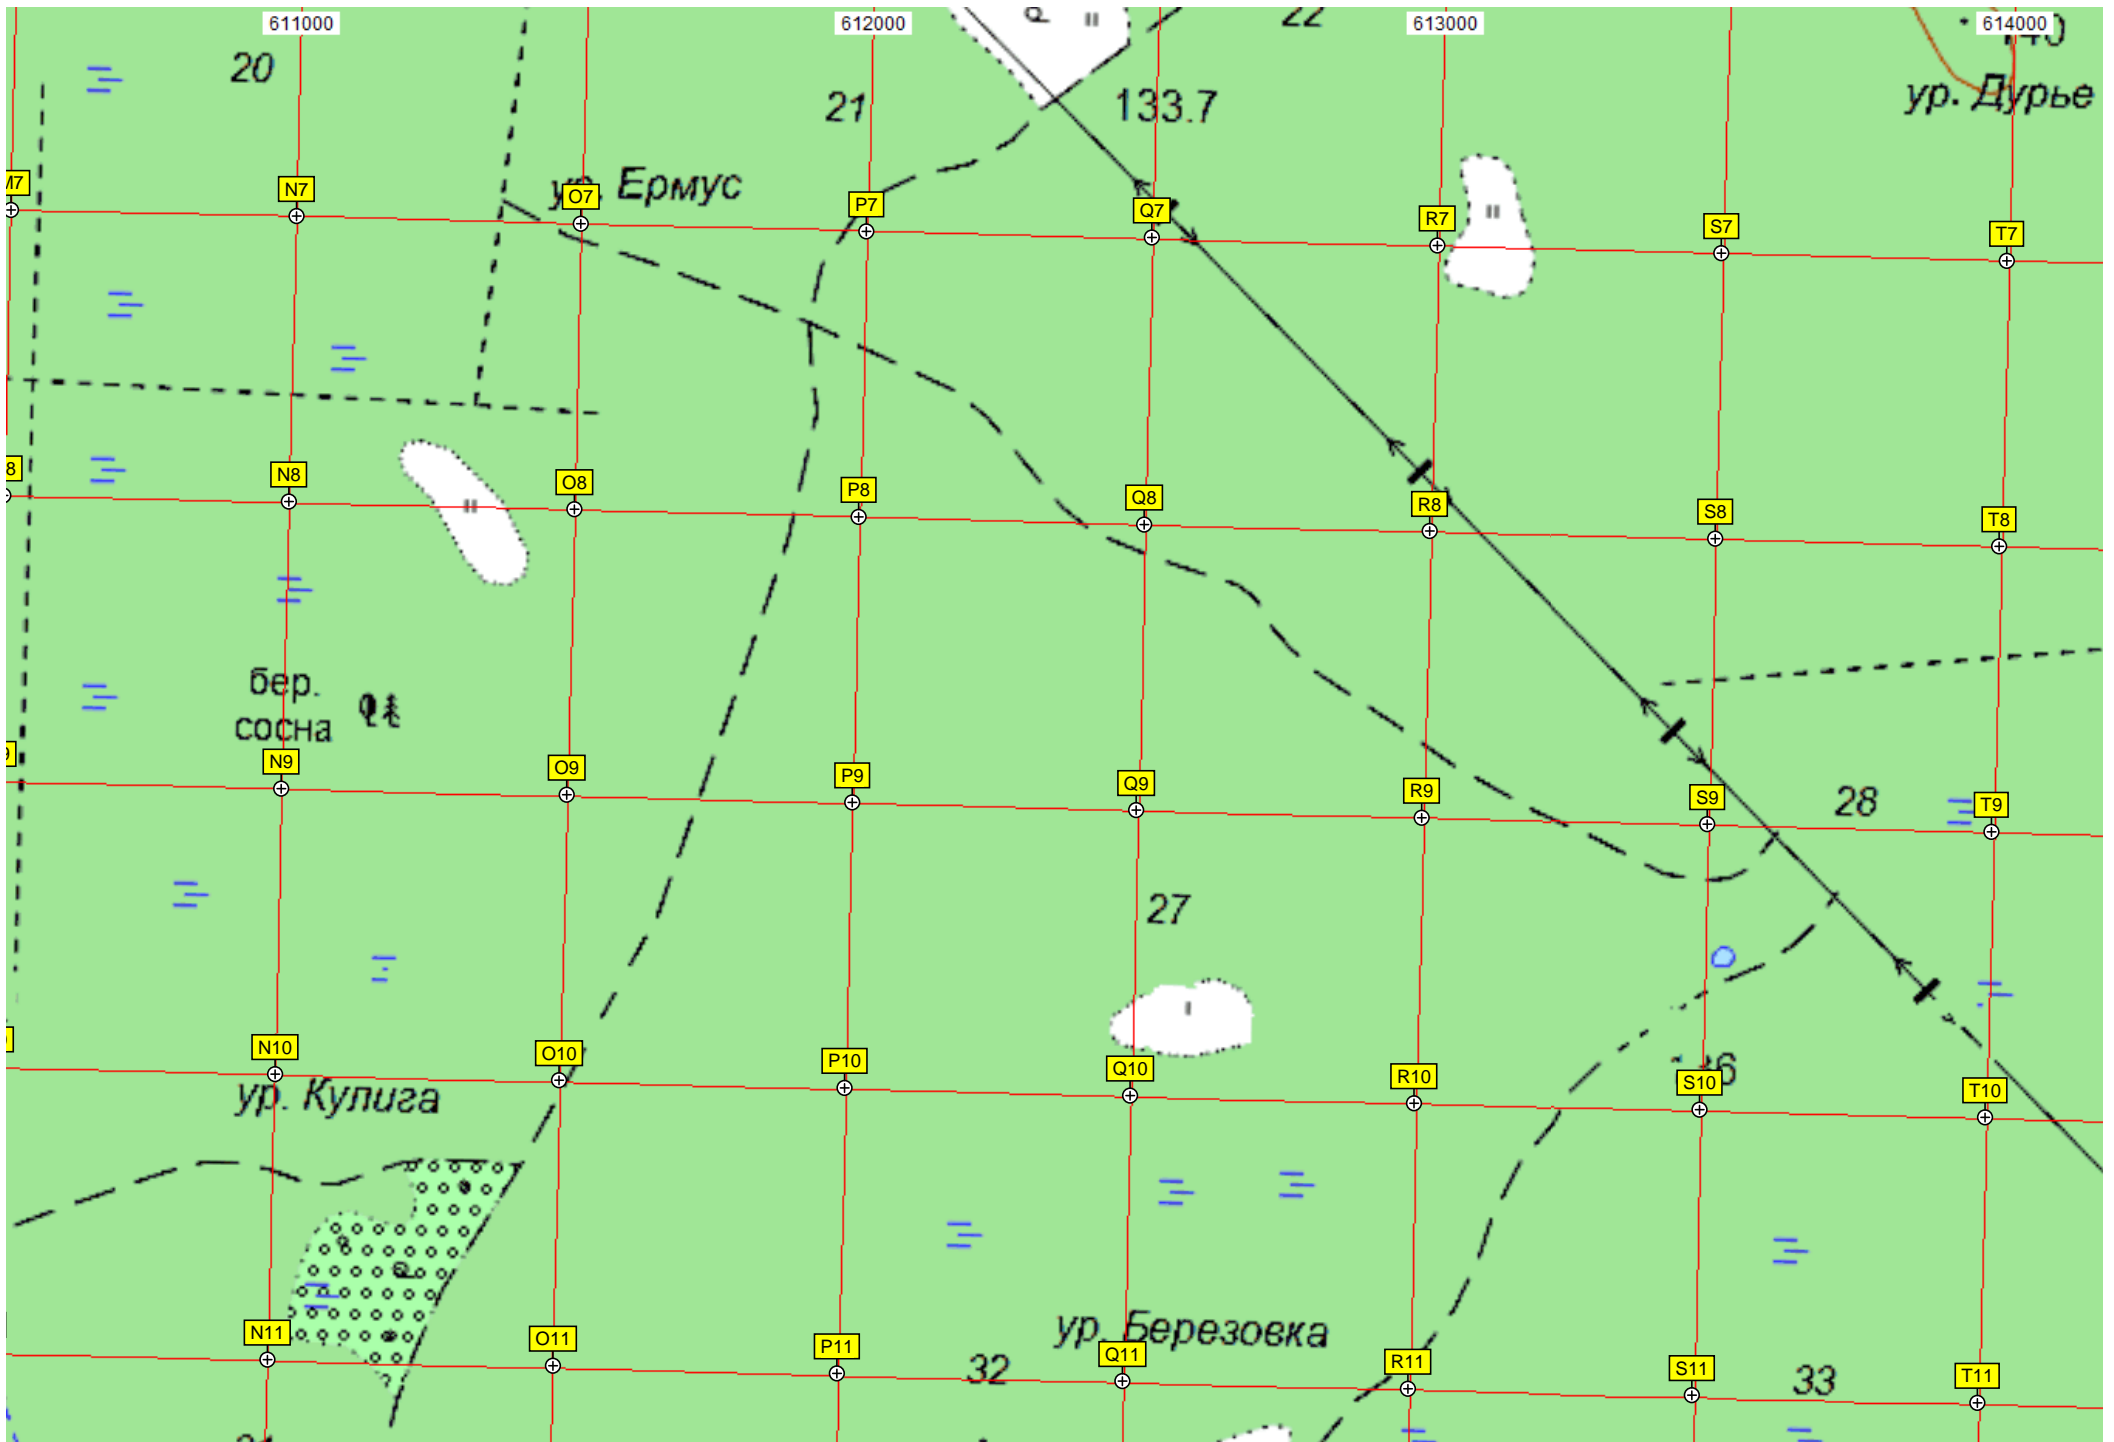 611000
612000
613000
614000
20
21
22
133.7
ур. Дурье
ур. Ермус
N7
O7
P7
Q7
R7
S7
T7
N8
O8
P8
Q8
R8
S8
T8
бер.
сосна
N9
O9
P9
Q9
R9
S9
T9
28
27
N10
O10
P10
Q10
R10
S10
T10
ур. Кулига
ур. Березовка
N11
O11
P11
Q11
R11
S11
T11
32
33